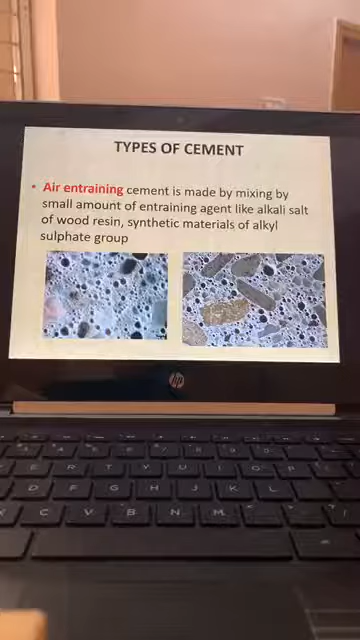 TYPES OF CEMENT
• Air entraining cement is made by mixing by
small amount of entraining agent like alkali salt
of wood resin, synthetic materials of alkyl
sulphate group
hp
E R T Y U I O P
D F G H J K L
X C V B N M